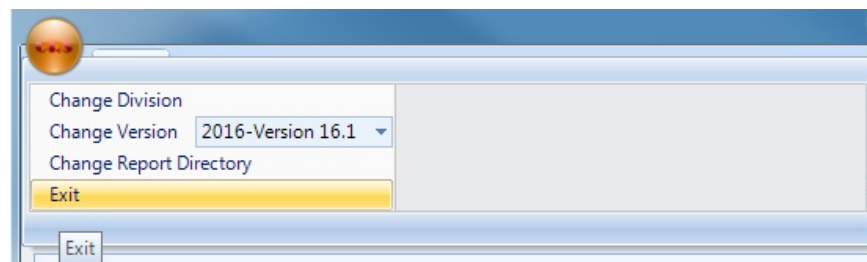 Change Division
Change Version 2016-Version 16.1
Change Report Directory
Exit
Exit